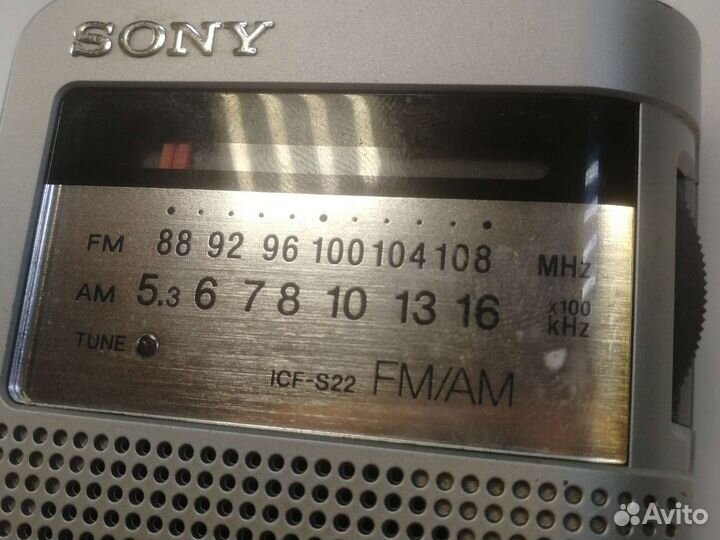 SONY
FM 88 92 96 100 104 108 MHz
AM 5.3 6 7 8 10 13 16 x100 kHz
TUNE
ICF-S22 FM/AM
Avito